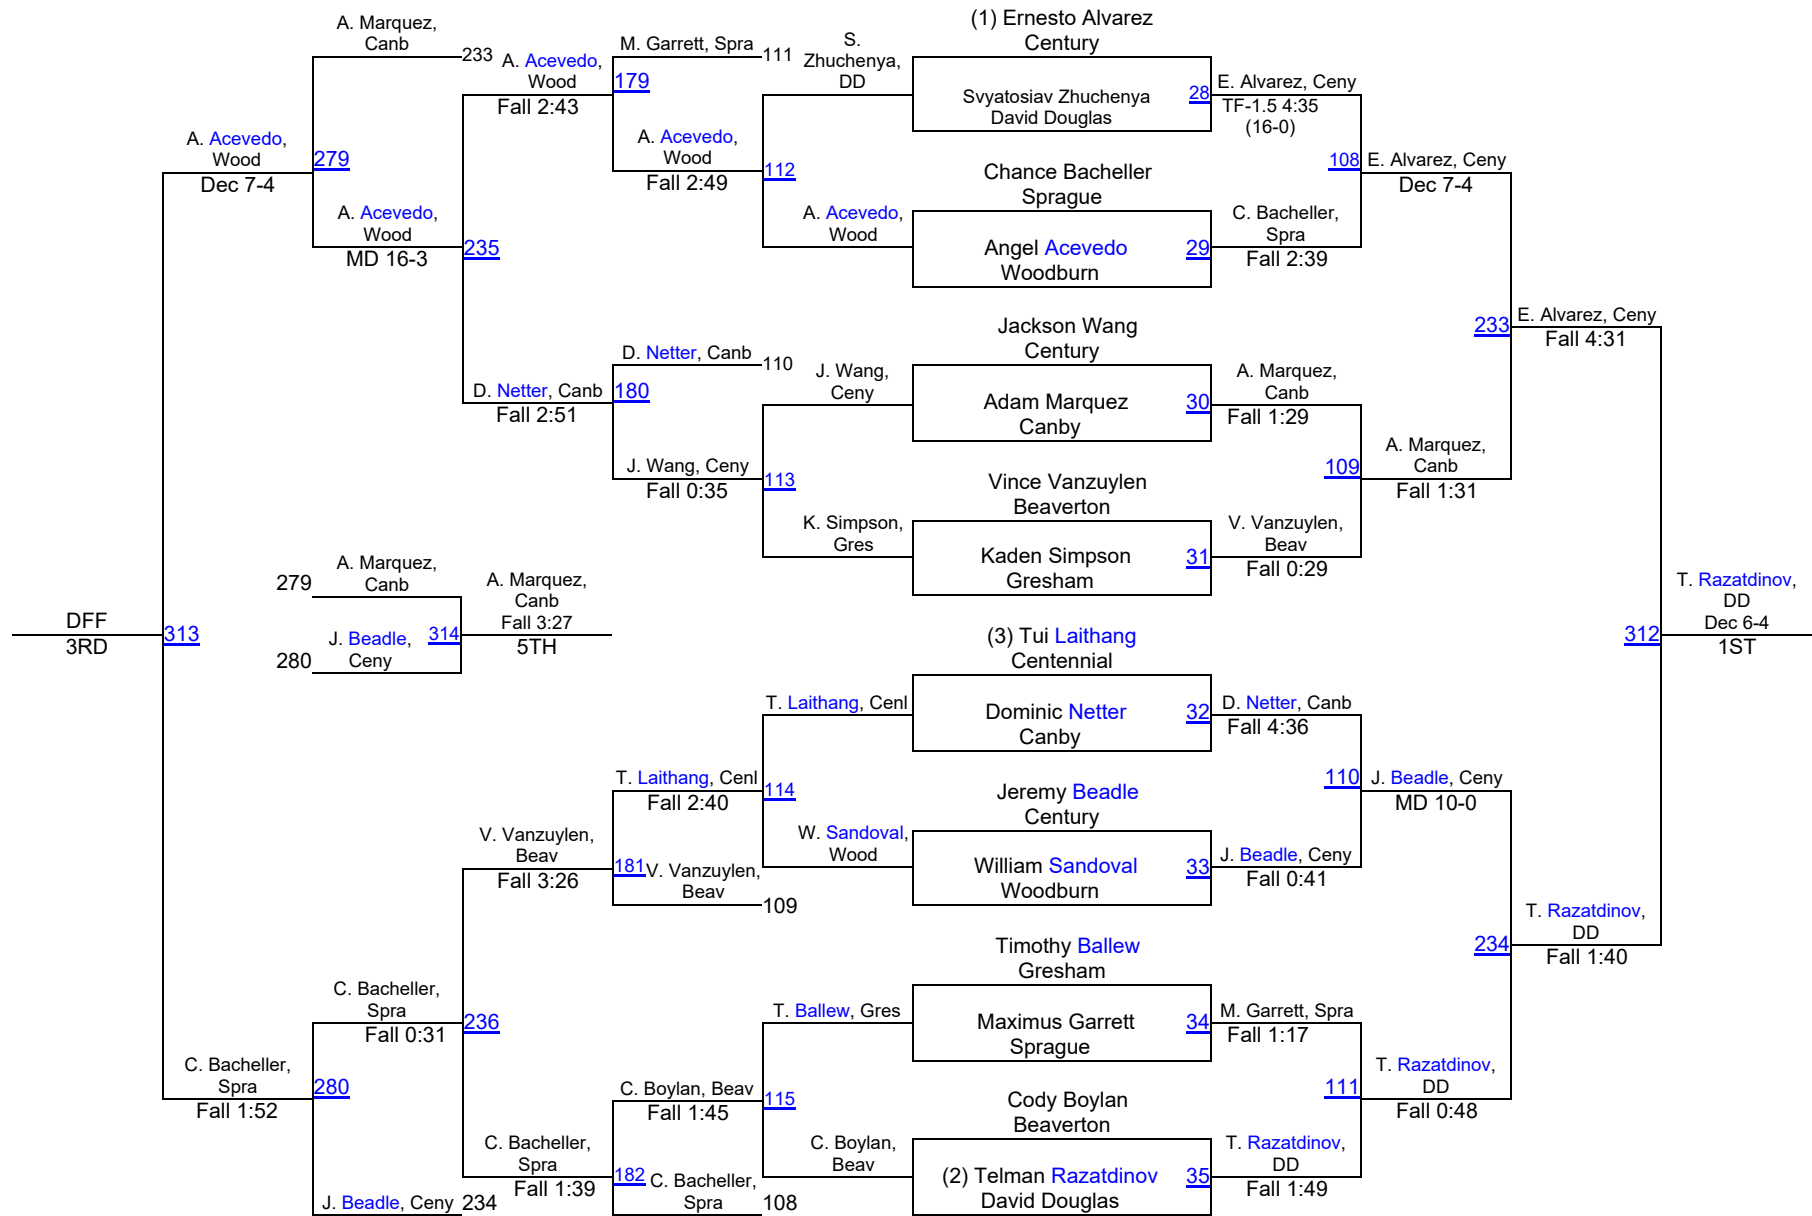 A. Marquez,
Canb
233
A. Acevedo,
Wood
Fall 2:43
M. Garrett, Spra
111
179
S.
Zhuchenya,
DD
(1) Ernesto Alvarez
Century
Svyatosiav Zhuchenya
David Douglas
28
E. Alvarez, Ceny
TF-1.5 4:35
(16-0)
A. Acevedo,
Wood
Dec 7-4
279
A. Acevedo,
Wood
Fall 2:49
112
Chance Bacheller
Sprague
108
E. Alvarez, Ceny
Dec 7-4
A. Acevedo,
Wood
MD 16-3
235
A. Acevedo,
Wood
Angel Acevedo
Woodburn
29
C. Bacheller,
Spra
Fall 2:39
Jackson Wang
Century
233
E. Alvarez, Ceny
Fall 4:31
D. Netter, Canb
110
D. Netter, Canb
Fall 2:51
180
J. Wang,
Ceny
Adam Marquez
Canby
30
A. Marquez,
Canb
Fall 1:29
J. Wang, Ceny
Fall 0:35
113
Vince Vanzuylen
Beaverton
109
A. Marquez,
Canb
Fall 1:31
K. Simpson,
Gres
Kaden Simpson
Gresham
31
V. Vanzuylen,
Beav
Fall 0:29
279
A. Marquez,
Canb
A. Marquez,
Canb
Fall 3:27
5TH
314
280
J. Beadle,
Ceny
DFF
3RD
313
312
T. Razatdinov,
DD
Dec 6-4
1ST
(3) Tui Laithang
Centennial
T. Laithang, Cenl
Dominic Netter
Canby
32
D. Netter, Canb
Fall 4:36
T. Laithang, Cenl
Fall 2:40
114
Jeremy Beadle
Century
110
J. Beadle, Ceny
MD 10-0
V. Vanzuylen,
Beav
Fall 3:26
181
V. Vanzuylen,
Beav
109
W. Sandoval,
Wood
William Sandoval
Woodburn
33
J. Beadle, Ceny
Fall 0:41
Timothy Ballew
Gresham
234
T. Razatdinov,
DD
Fall 1:40
C. Bacheller,
Spra
Fall 0:31
236
T. Ballew, Gres
Maximus Garrett
Sprague
34
M. Garrett, Spra
Fall 1:17
C. Bacheller,
Spra
Fall 1:52
280
C. Boylan, Beav
Fall 1:45
115
Cody Boylan
Beaverton
111
T. Razatdinov,
DD
Fall 0:48
C. Bacheller,
Spra
Fall 1:39
182
C. Bacheller,
Spra
108
C. Boylan,
Beav
(2) Telman Razatdinov
David Douglas
35
T. Razatdinov,
DD
Fall 1:49
J. Beadle, Ceny
234